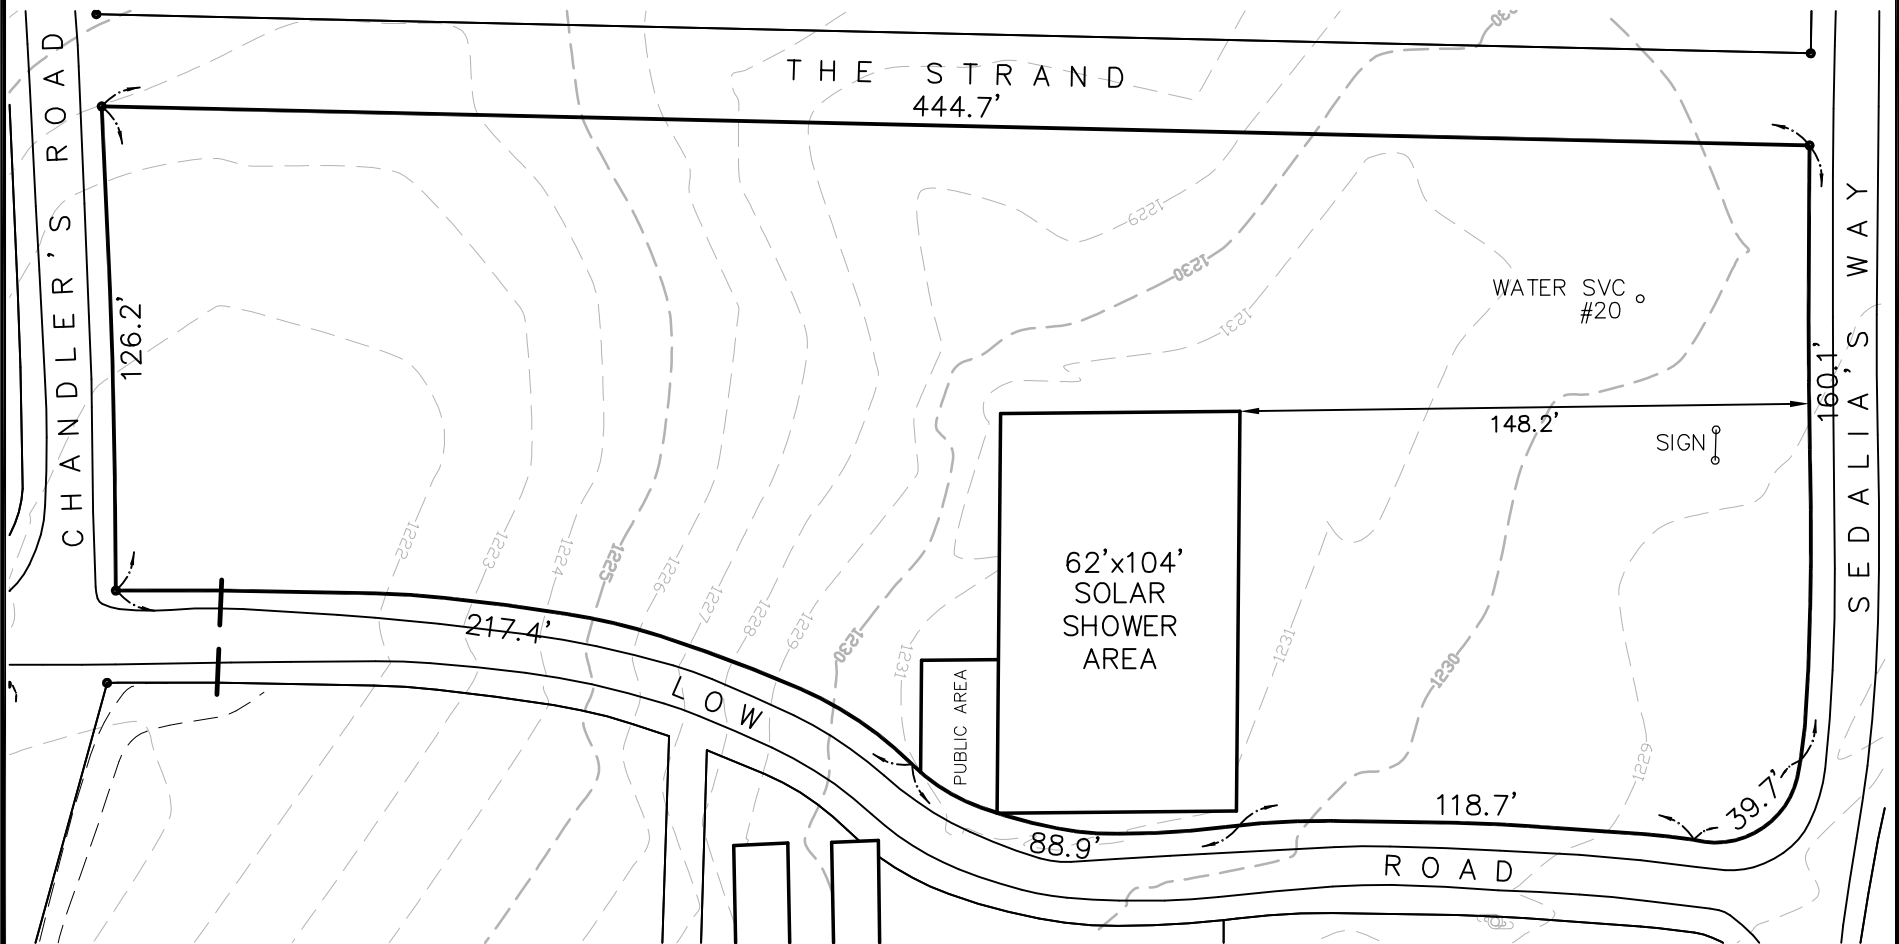 1230
THE STRAND
444.7'
CHANDLER'S ROAD
1229
1230
SEDALIA'S WAY
WATER SVC
#20
126.2'
1231
160.1'
148.2'
SIGN
1222
1223
1224
1225
1226
1227
1228
1229
1230
1231
62'x104'
SOLAR
SHOWER
AREA
217.4'
1231
1230
LOW ROAD
PUBLIC AREA
1229
118.7'
39.7'
88.9'